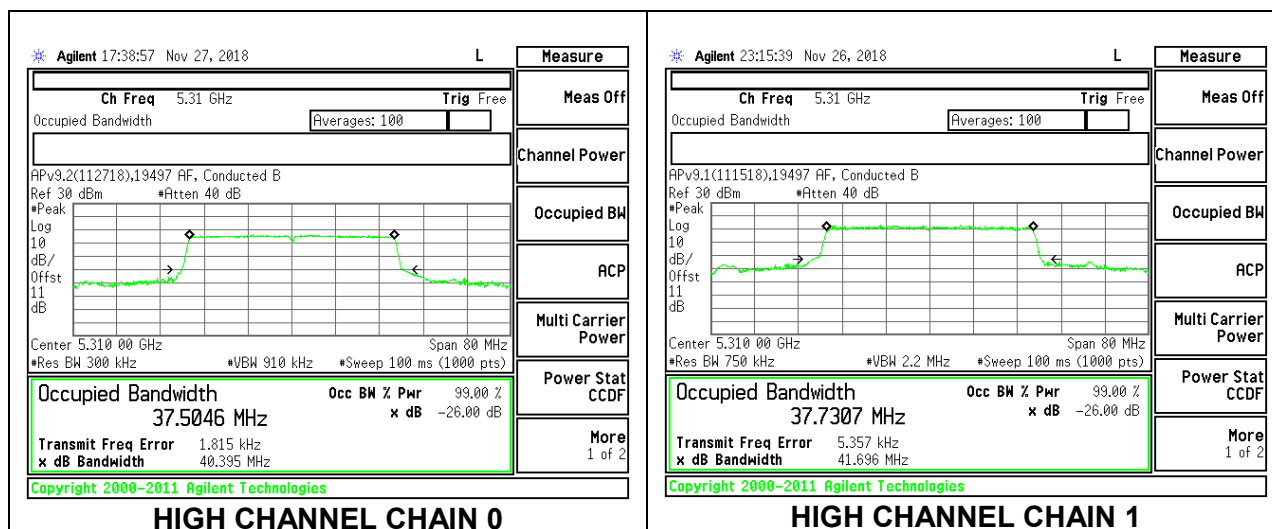 Agilent 17:38:57 Nov 27, 2018 L
Measure
Ch Freq 5.31 GHz Trig Free
Meas Off
Occupied Bandwidth Averages: 100
Channel Power
APv9.2(112718),19497 AF, Conducted B
Ref 30 dBm #Atten 40 dB
#Peak
Log
10
dB/
Offst
11
dB
Occupied BW
ACP
Multi Carrier
Power
Center 5.310 00 GHz Span 80 MHz
#Res BW 300 kHz #VBW 910 kHz #Sweep 100 ms (1000 pts)
Power Stat
CCDF
Occupied Bandwidth Occ BW % Pwr 99.00 %
37.5046 MHz x dB -26.00 dB
Transmit Freq Error 1.815 kHz
x dB Bandwidth 40.395 MHz
More
1 of 2
Copyright 2000-2011 Agilent Technologies
HIGH CHANNEL CHAIN 0
Agilent 23:15:39 Nov 26, 2018 L
Measure
Ch Freq 5.31 GHz Trig Free
Meas Off
Occupied Bandwidth Averages: 100
Channel Power
APv9.1(111518),19497 AF, Conducted B
Ref 30 dBm #Atten 40 dB
#Peak
Log
10
dB/
Offst
11
dB
Occupied BW
ACP
Multi Carrier
Power
Center 5.310 00 GHz Span 80 MHz
#Res BW 750 kHz #VBW 2.2 MHz #Sweep 100 ms (1000 pts)
Power Stat
CCDF
Occupied Bandwidth Occ BW % Pwr 99.00 %
37.7307 MHz x dB -26.00 dB
Transmit Freq Error 5.357 kHz
x dB Bandwidth 41.696 MHz
More
1 of 2
Copyright 2000-2011 Agilent Technologies
HIGH CHANNEL CHAIN 1